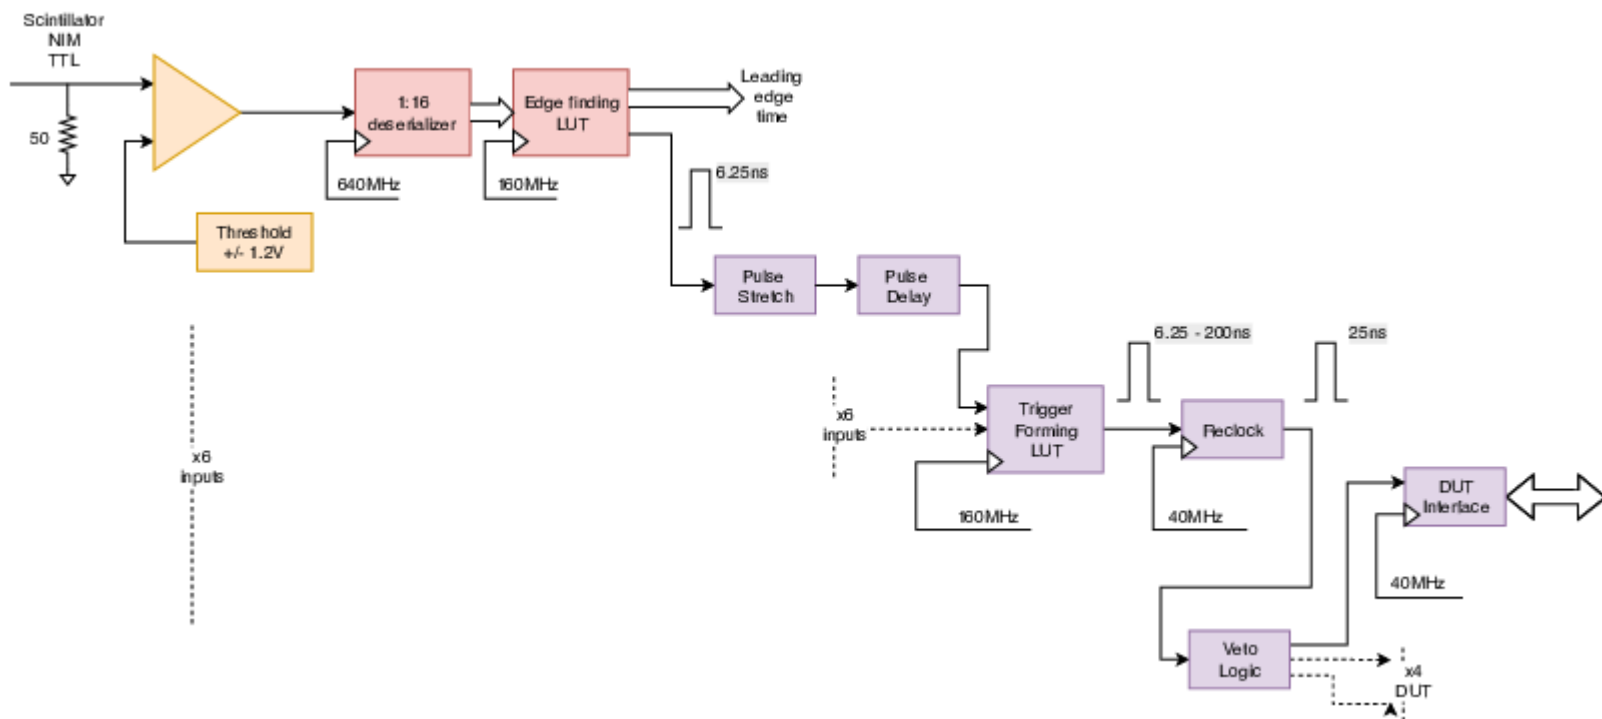 Scintillator
NIM
TTL
50
Threshold
+/- 1.2V
1:16
deserializer
640MHz
Edge finding
LUT
160MHz
Leading
edge
time
6.25ns
Pulse
Stretch
Pulse
Delay
x6
inputs
x6
inputs
Trigger
Forming
LUT
160MHz
6.25 - 200ns
Reclock
40MHz
25ns
DUT
Interface
40MHz
Veto
Logic
x4
DUT